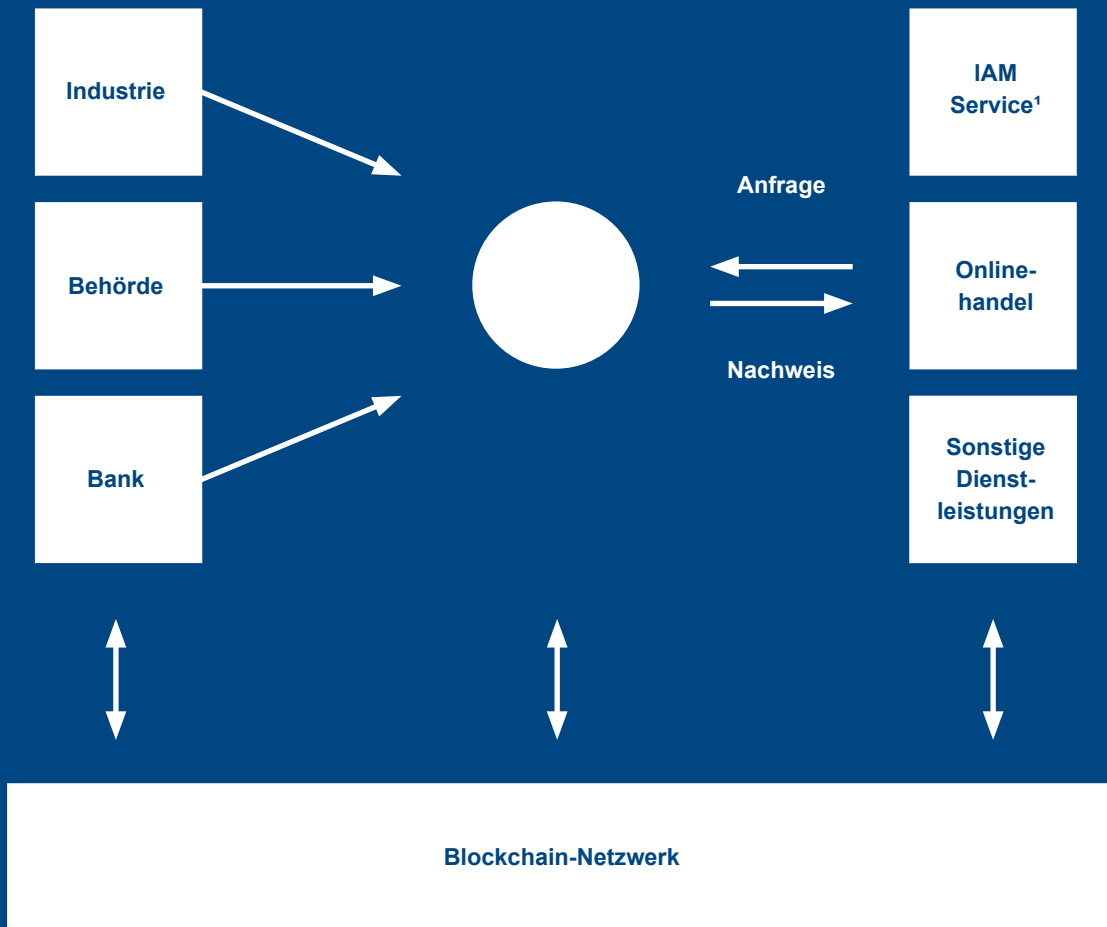 Industrie
Behörde
Bank
Anfrage
Nachweis
IAM
Service¹
Online-
handel
Sonstige
Dienst-
leistungen
Blockchain-Netzwerk